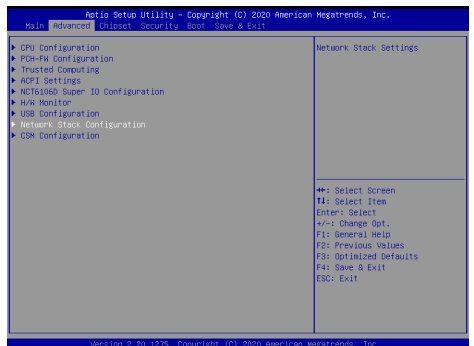 Aptio Setup Utility – Copyright (C) 2020 American Megatrends, Inc.
Main Advanced Chipset Security Boot Save & Exit
▶ CPU Configuration
▶ PCH-FW Configuration
▶ Trusted Computing
▶ ACPI Settings
▶ NCT6106D Super IO Configuration
▶ H/W Monitor
▶ USB Configuration
▶ Network Stack Configuration
▶ CSM Configuration
Network Stack Settings
→←: Select Screen
↑↓: Select Item
Enter: Select
+/-: Change Opt.
F1: General Help
F2: Previous Values
F3: Optimized Defaults
F4: Save & Exit
ESC: Exit
Version 2.20.1275. Copyright (C) 2020 American Megatrends, Inc.